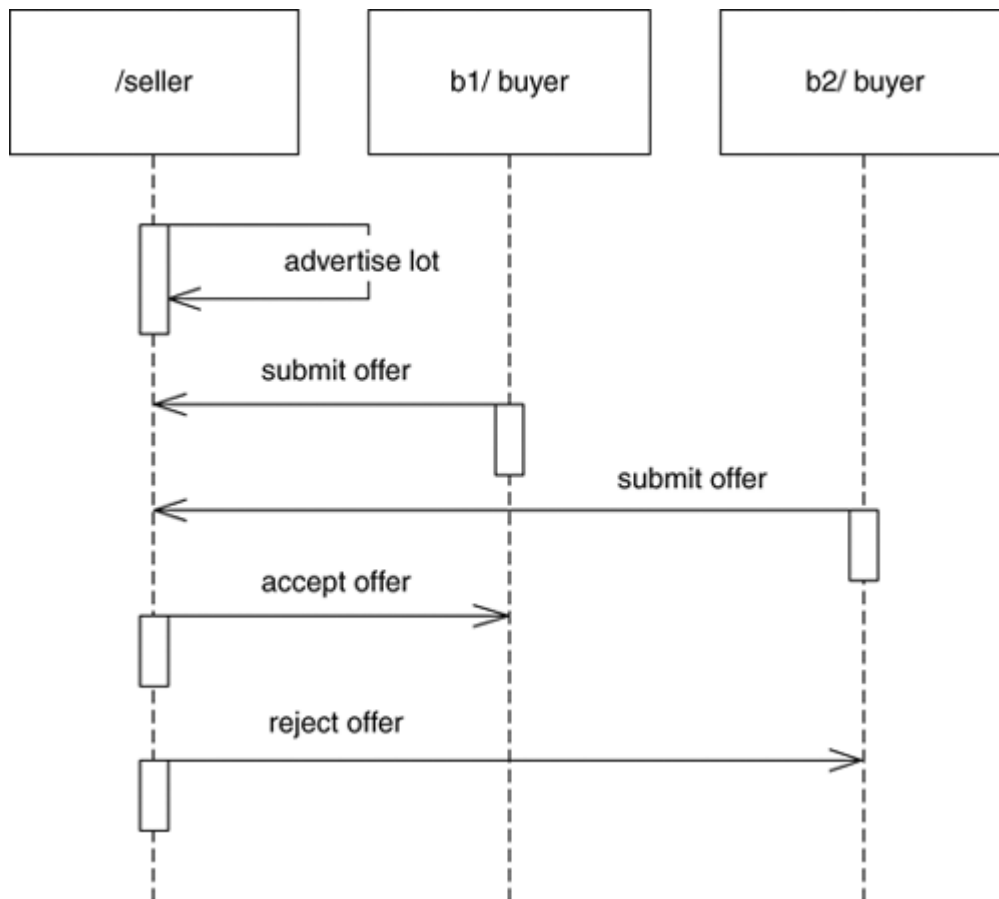 /seller
b1/ buyer
b2/ buyer
advertise lot
submit offer
submit offer
accept offer
reject offer